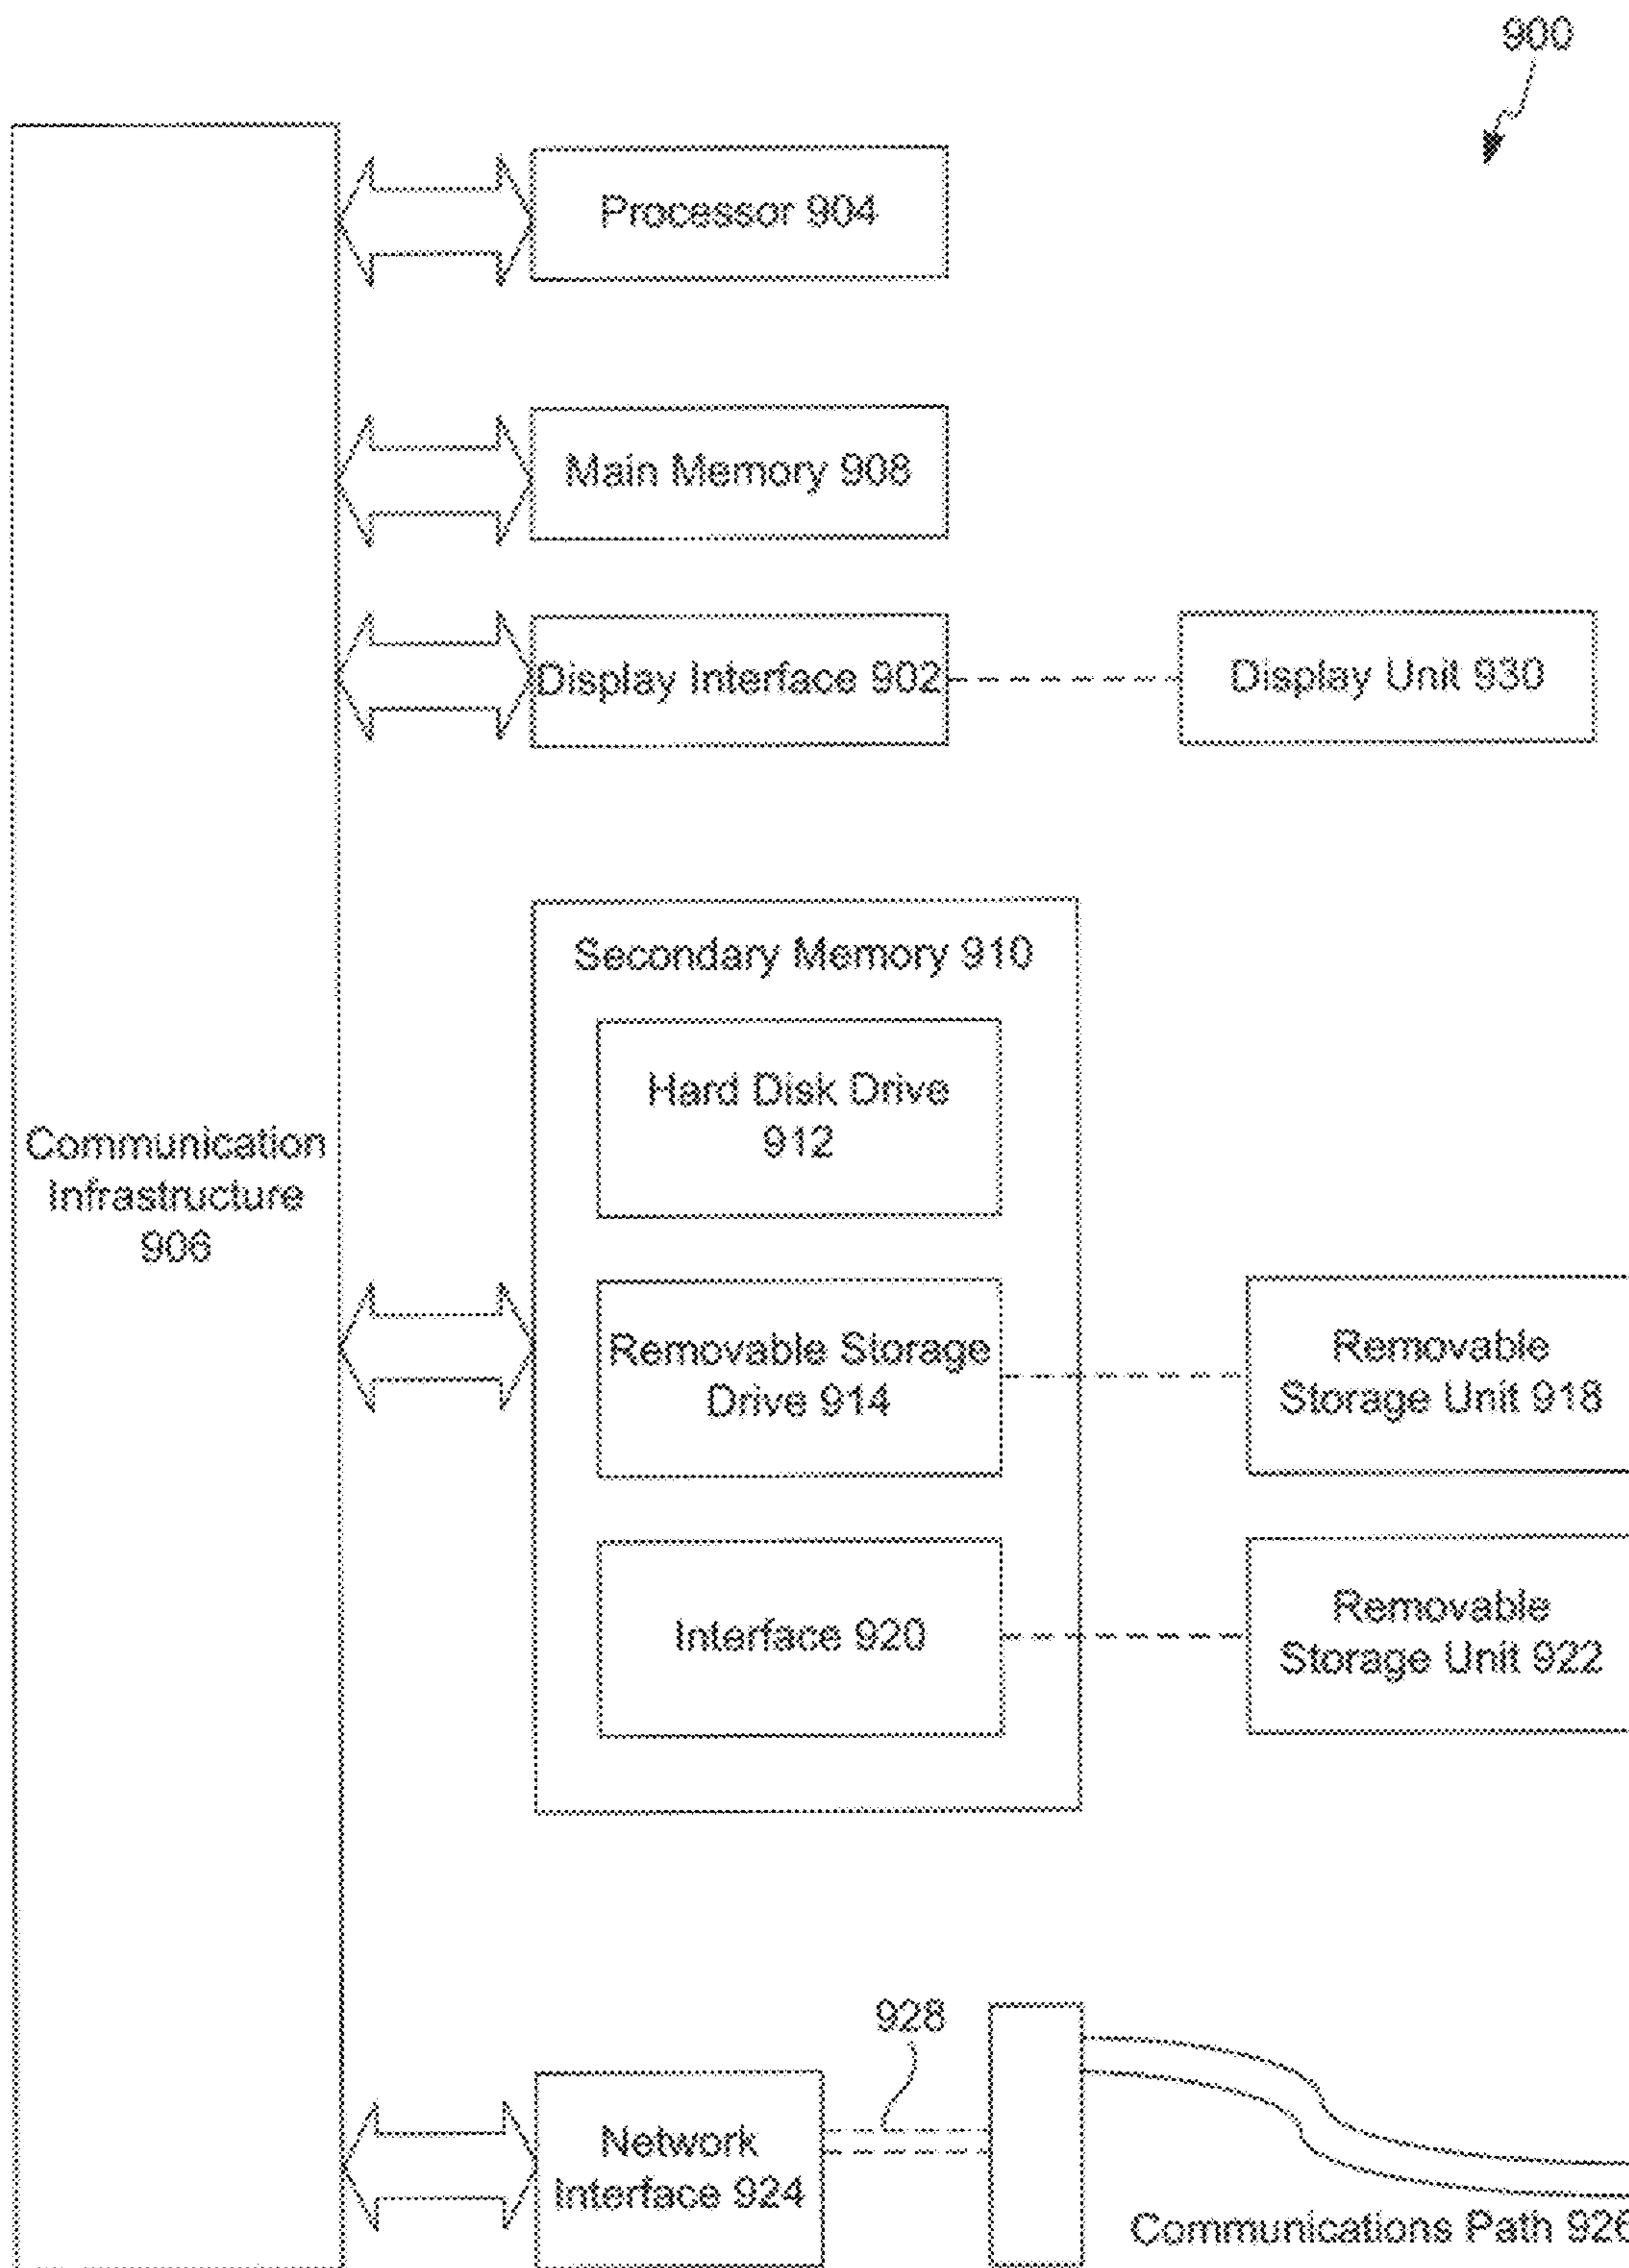 900
Processor 904
Main Memory 908
Display Interface 902
Display Unit 930
Secondary Memory 910
Hard Disk Drive
912
Communication
Infrastructure
906
Removable Storage
Drive 914
Removable
Storage Unit 918
Interface 920
Removable
Storage Unit 922
928
Network
Interface 924
Communications Path 926